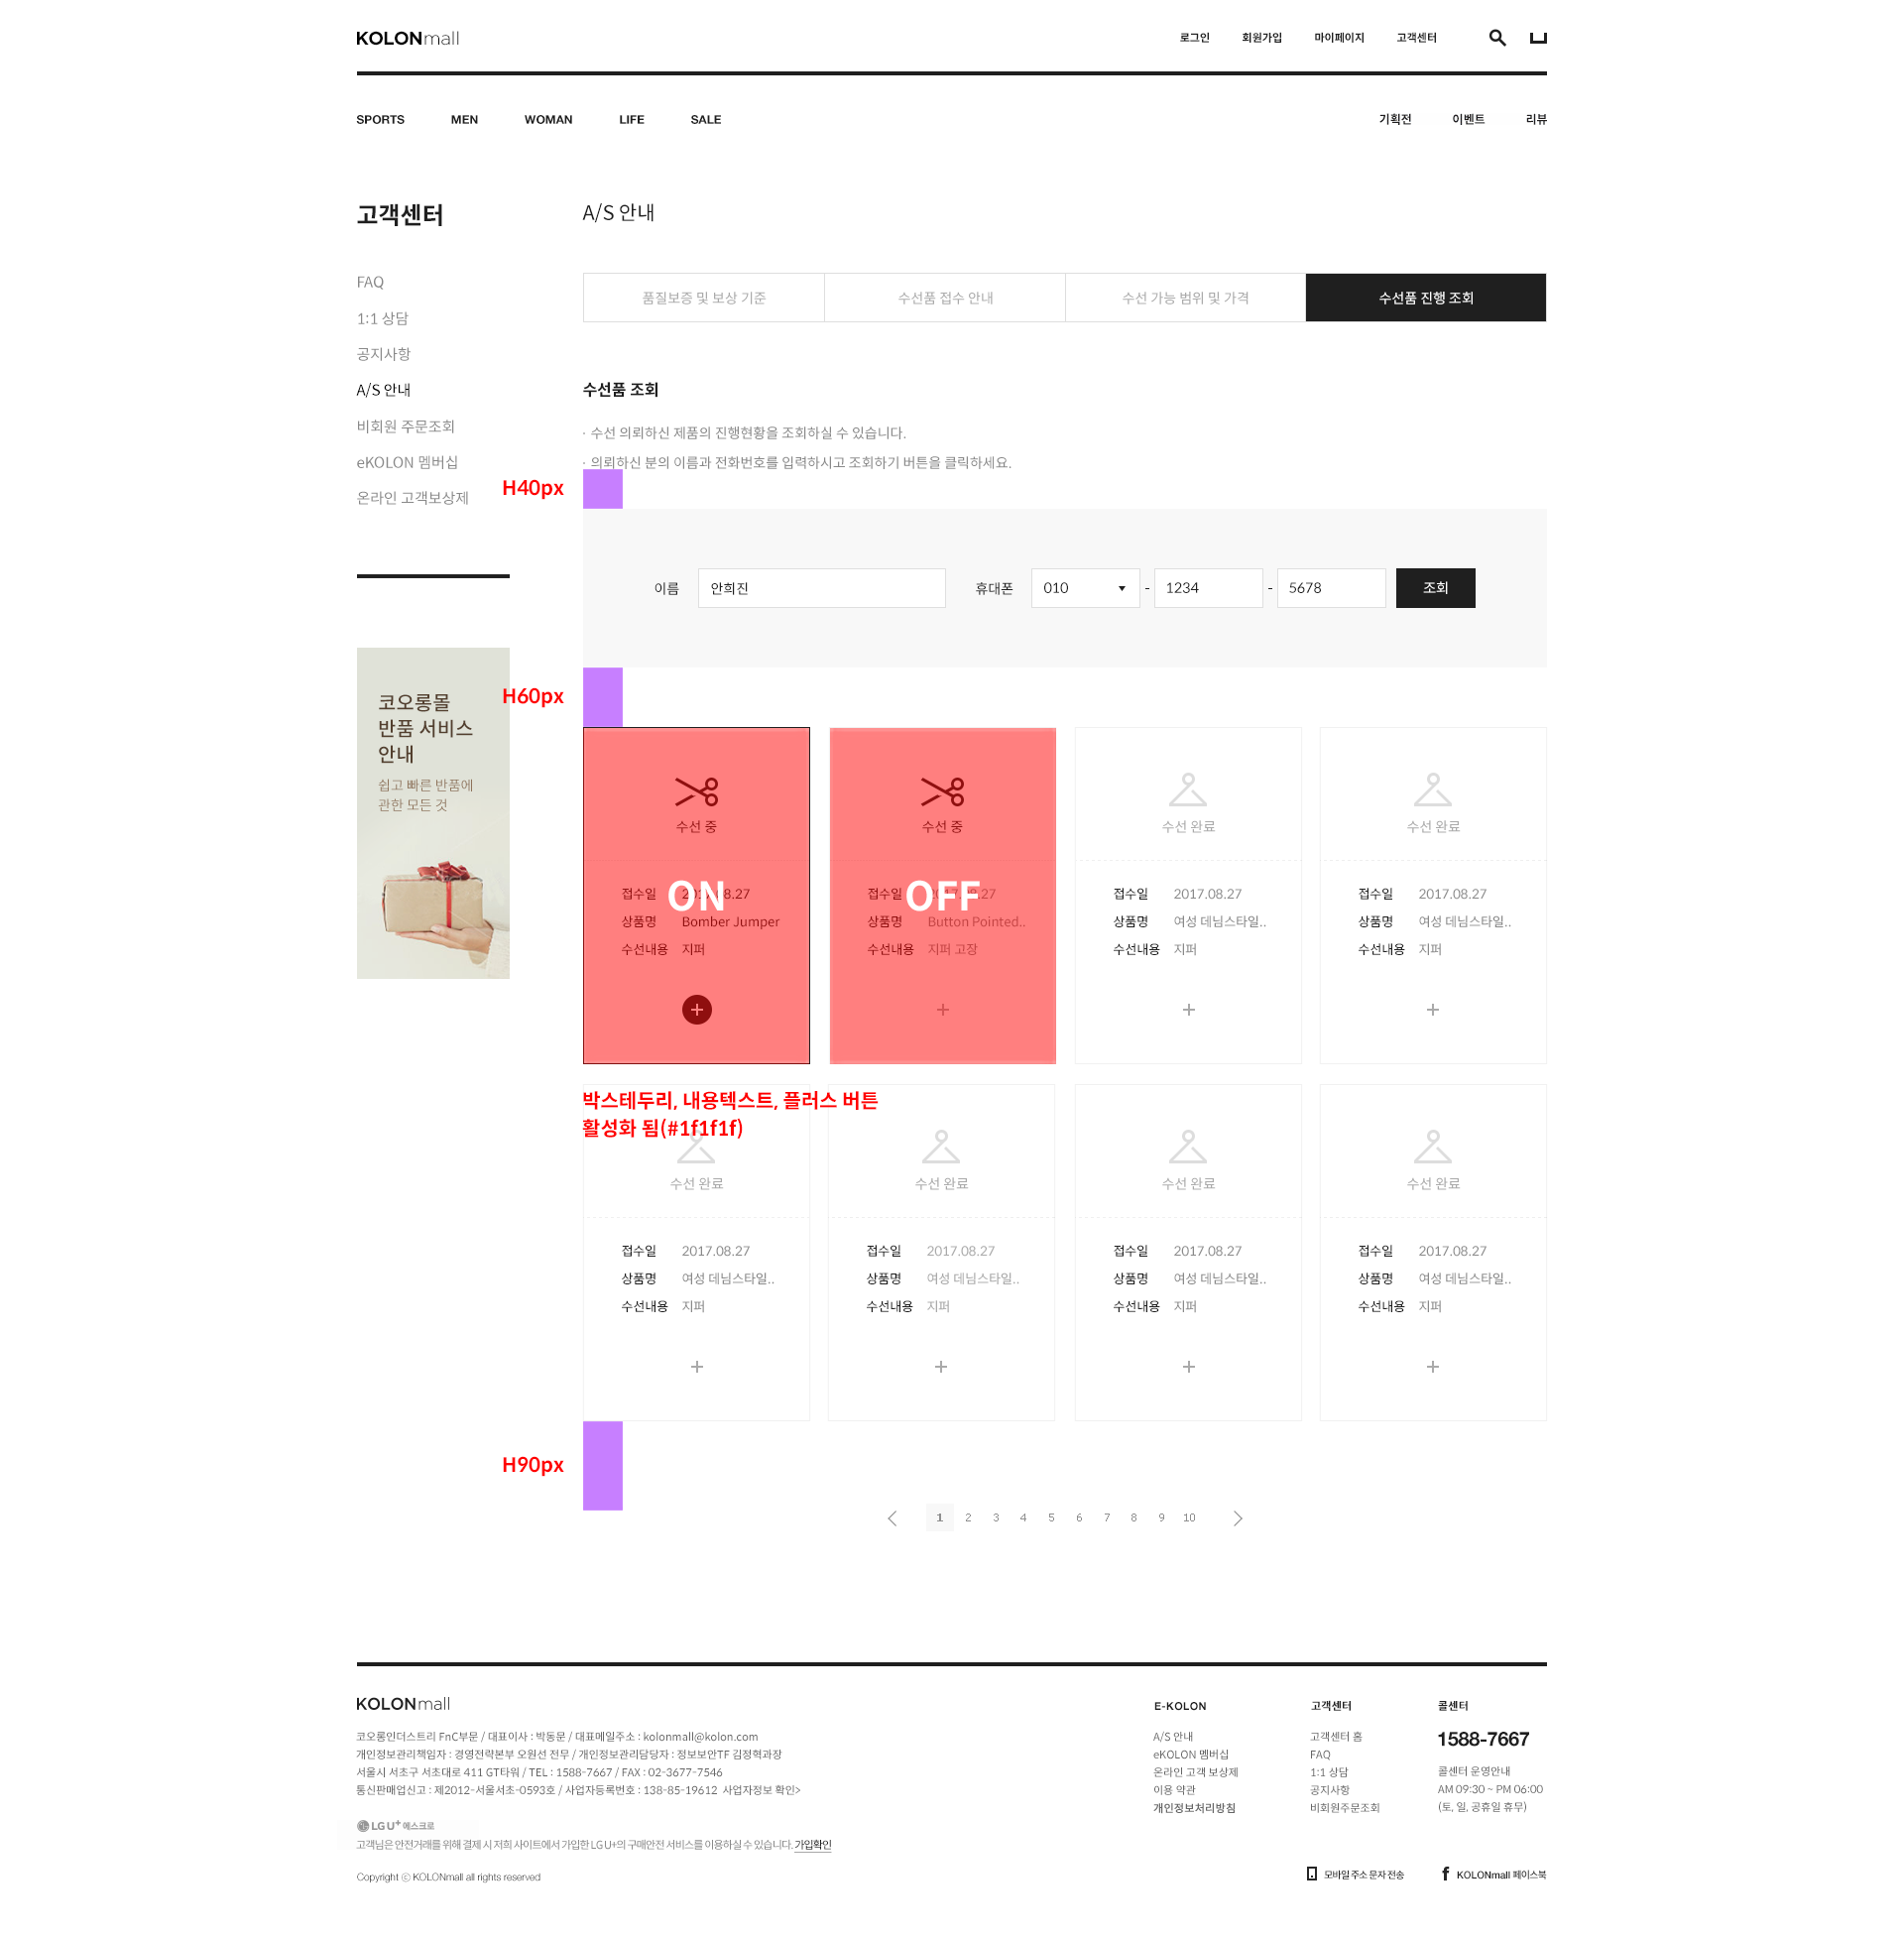 KOLONmall
로그인 회원가입 마이페이지 고객센터
SPORTS MEN WOMAN LIFE SALE
기획전 이벤트 리뷰
고객센터
FAQ
1:1 상담
공지사항
A/S 안내
비회원 주문조회
eKOLON 멤버십
온라인 고객보상제
코오롱몰
반품 서비스
안내
쉽고 빠른 반품에
관한 모든 것
A/S 안내
품질보증 및 보상 기준 수선품 접수 안내 수선 가능 범위 및 가격 수선품 진행 조회
수선품 조회
· 수선 의뢰하신 제품의 진행현황을 조회하실 수 있습니다.
· 의뢰하신 분의 이름과 전화번호를 입력하시고 조회하기 버튼을 클릭하세요.
H40px
이름 안희진 휴대폰 010 - 1234 - 5678 조회
H60px
수선 중 수선 중 수선 완료 수선 완료
ON OFF
접수일 2017.08.27 접수일 2017.08.27 접수일 2017.08.27 접수일 2017.08.27
상품명 Bomber Jumper 상품명 Button Pointed.. 상품명 여성 데님스타일.. 상품명 여성 데님스타일..
수선내용 지퍼 수선내용 지퍼 고장 수선내용 지퍼 수선내용 지퍼
+ + + +
박스테두리, 내용텍스트, 플러스 버튼
활성화 됨(#1f1f1f)
수선 완료 수선 완료 수선 완료 수선 완료
접수일 2017.08.27 접수일 2017.08.27 접수일 2017.08.27 접수일 2017.08.27
상품명 여성 데님스타일.. 상품명 여성 데님스타일.. 상품명 여성 데님스타일.. 상품명 여성 데님스타일..
수선내용 지퍼 수선내용 지퍼 수선내용 지퍼 수선내용 지퍼
+ + + +
H90px
1 2 3 4 5 6 7 8 9 10
KOLONmall
코오롱인더스트리 FnC부문 / 대표이사 : 박동문 / 대표메일주소 : kolonmall@kolon.com
개인정보관리책임자 : 경영전략본부 오원선 전무 / 개인정보관리담당자 : 정보보안TF 김정혁과장
서울시 서초구 서초대로 411 GT타워 / TEL : 1588-7667 / FAX : 02-3677-7546
통신판매업신고 : 제2012-서울서초-0593호 / 사업자등록번호 : 138-85-19612 사업자정보 확인>
LG U+ 에스크로
고객님은 안전거래를 위해 결제 시 저희 사이트에서 가입한 LG U+의 구매안전 서비스를 이용하실 수 있습니다. 가입확인
Copyright ⓒ KOLONmall all rights reserved
E-KOLON
A/S 안내
eKOLON 멤버십
온라인 고객 보상제
이용 약관
개인정보처리방침
고객센터
고객센터 홈
FAQ
1:1 상담
공지사항
비회원주문조회
콜센터
1588-7667
콜센터 운영안내
AM 09:30 ~ PM 06:00
(토, 일, 공휴일 휴무)
모바일 주소 문자 전송 KOLONmall 페이스북